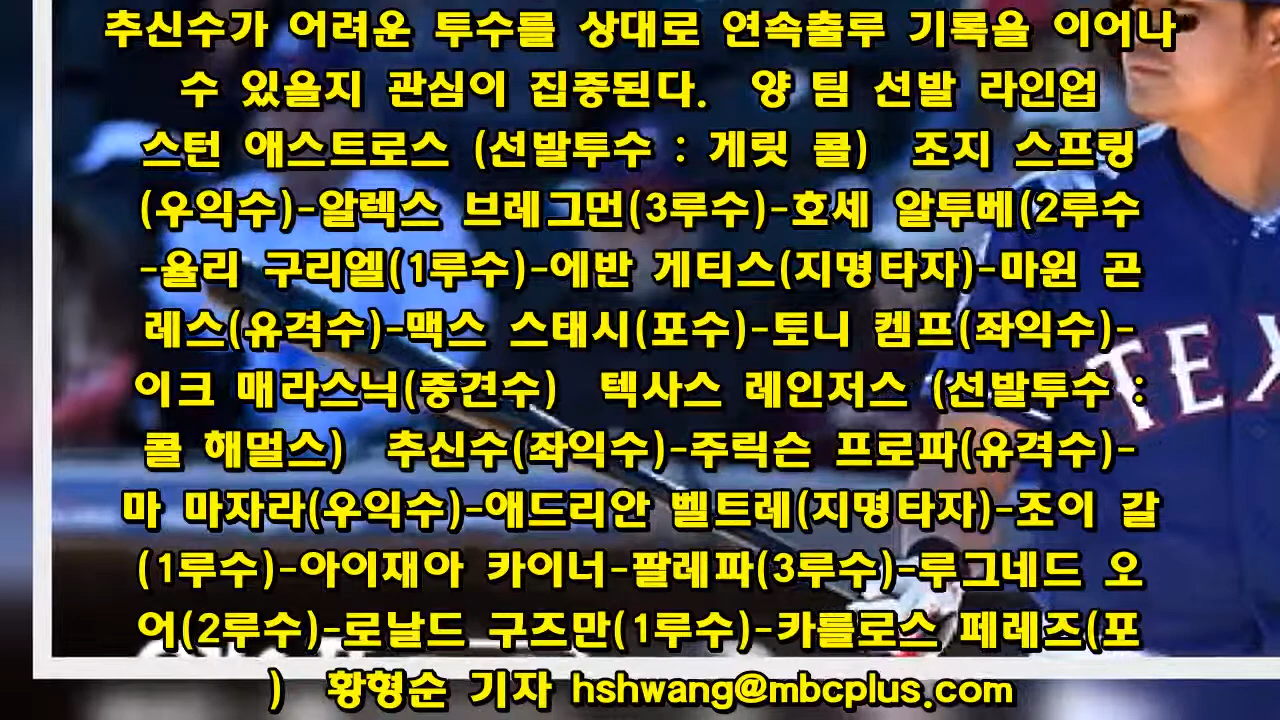 추신수가 어려운 투수를 상대로 연속출루 기록을 이어나
수 있을지 관심이 집중된다. 양 팀 선발 라인업
스턴 애스트로스 (선발투수 : 게릿 콜) 조지 스프링
(우익수)-알렉스 브레그먼(3루수)-호세 알투베(2루수
-율리 구리엘(1루수)-에반 게티스(지명타자)-마윈 곤
레스(유격수)-맥스 스태시(포수)-토니 켐프(좌익수)-
이크 매라스닉(중견수) 텍사스 레인저스 (선발투수 :
콜 해멀스) 추신수(좌익수)-주릭슨 프로파(유격수)-
마 마자라(우익수)-애드리안 벨트레(지명타자)-조이 갈
(1루수)-아이재아 카이너-팔레파(3루수)-루그네드 오
어(2루수)-로날드 구즈만(1루수)-카를로스 페레즈(포
) 황형순 기자 hshwang@mbcplus.com
TEX